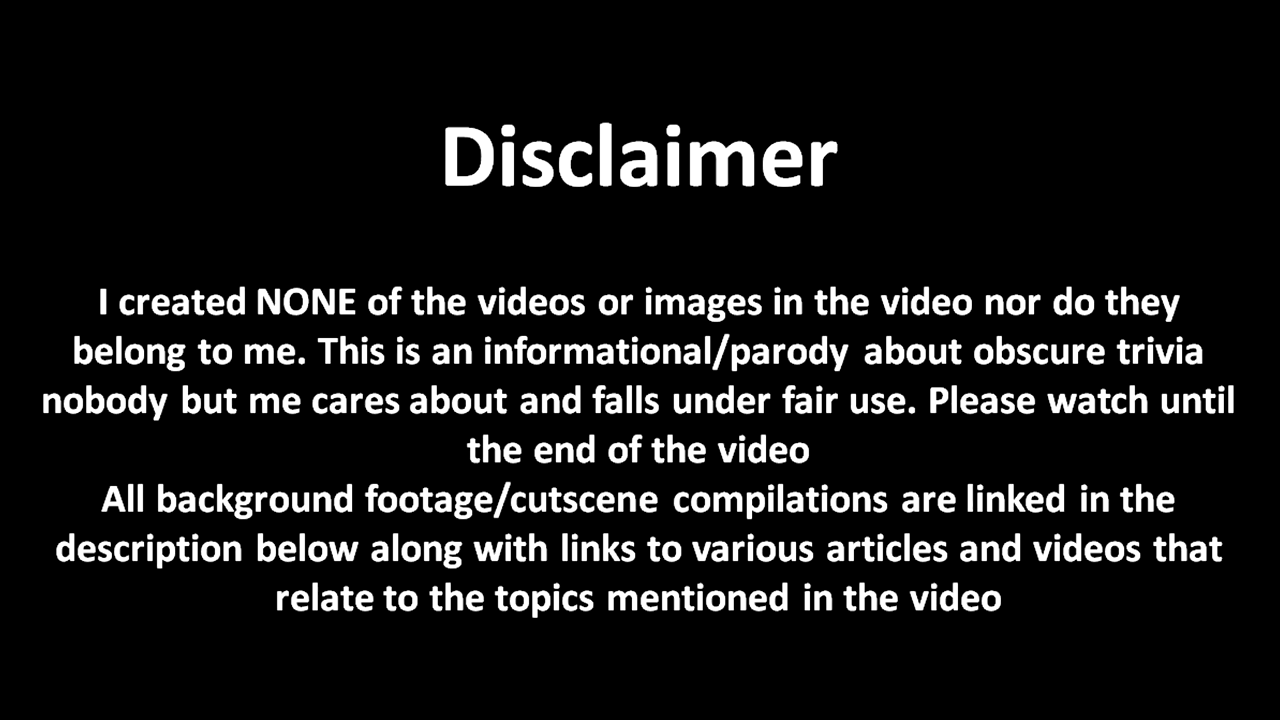 Disclaimer
I created NONE of the videos or images in the video nor do they
belong to me. This is an informational/parody about obscure trivia
nobody but me cares about and falls under fair use. Please watch until
the end of the video
All background footage/cutscene compilations are linked in the
description below along with links to various articles and videos that
relate to the topics mentioned in the video